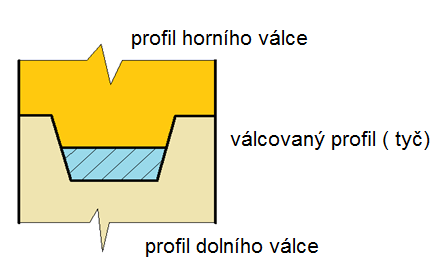 profil horního válce
válcovaný profil ( tyč)
profil dolního válce